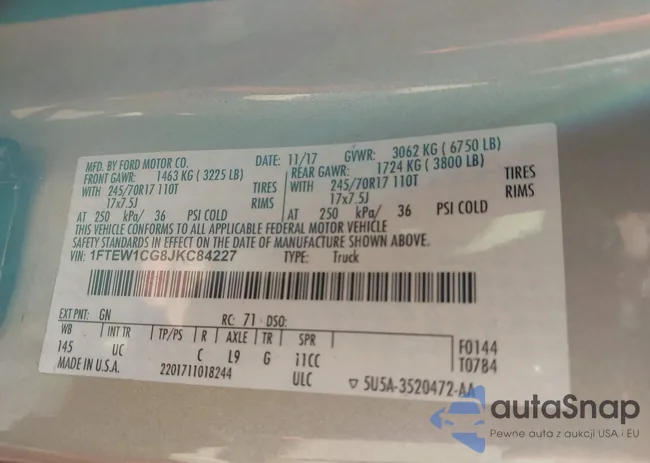 MFD. BY FORD MOTOR CO. DATE: 11/17 GVWR: 3062 KG ( 6750 LB)
FRONT GAWR: 1463 KG ( 3225 LB) REAR GAWR: 1724 KG ( 3800 LB)
WITH 245/70R17 110T TIRES WITH 245/70R17 110T TIRES
17x7.5J RIMS 17x7.5J RIMS
AT 250 kPa/ 36 PSI COLD AT 250 kPa/ 36 PSI COLD
THIS VEHICLE CONFORMS TO ALL APPLICABLE FEDERAL MOTOR VEHICLE
SAFETY STANDARDS IN EFFECT ON THE DATE OF MANUFACTURE SHOWN ABOVE.
VIN: 1FTEW1CG8JKC84227 TYPE: Truck
EXT PNT: GN RC: 71 DSO:
WB INT TR TP/PS R AXLE TR SPR F0144
145 UC C L9 G i1CC T0784
MADE IN U.S.A. 2201711018244 ULC ▽ 5U5A-3520472-AA
autaSnap
Pewne auta z aukcji USA i EU